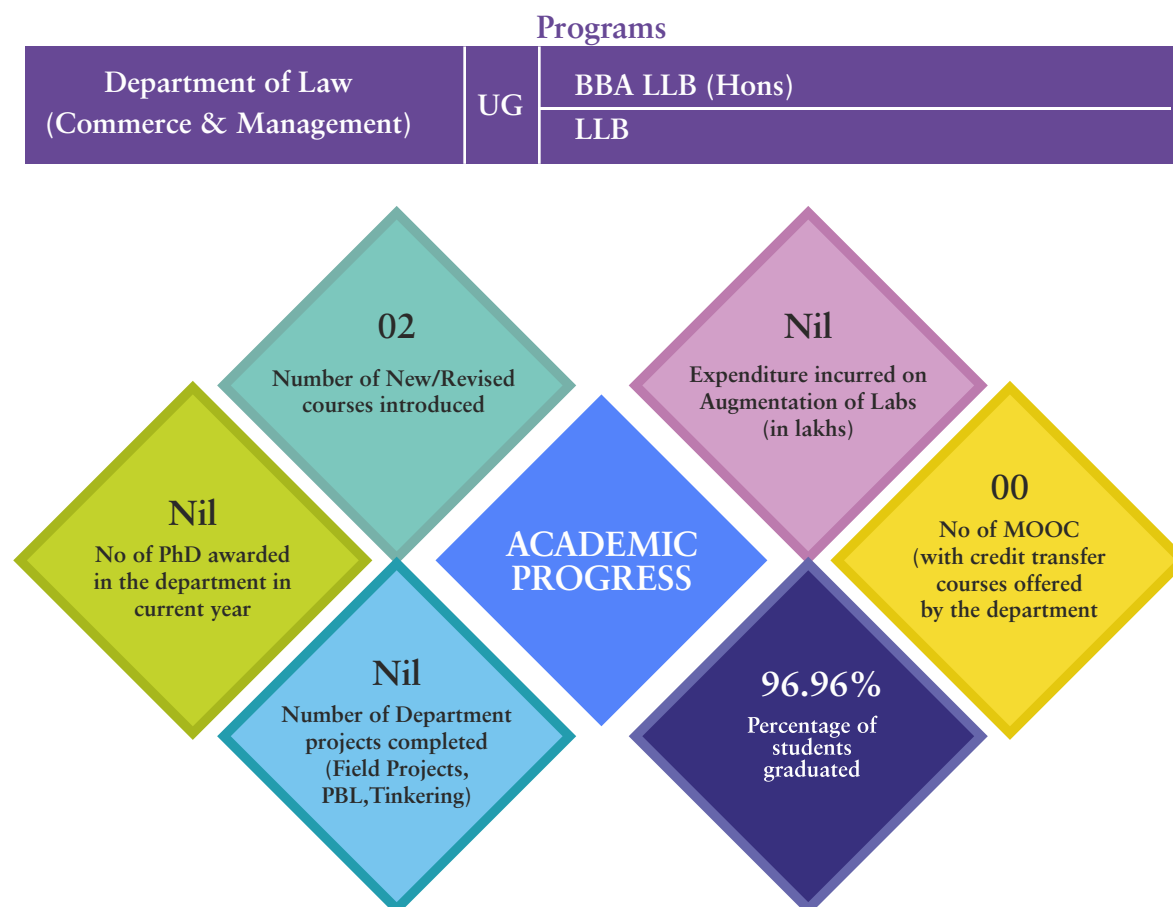 Programs
Department of Law
(Commerce & Management)
UG
BBA LLB (Hons)
LLB
02
Number of New/Revised
courses introduced
Nil
Expenditure incurred on
Augmentation of Labs
(in lakhs)
Nil
No of PhD awarded
in the department in
current year
ACADEMIC
PROGRESS
00
No of MOOC
(with credit transfer
courses offered
by the department
Nil
Number of Department
projects completed
(Field Projects,
PBL,Tinkering)
96.96%
Percentage of
students
graduated